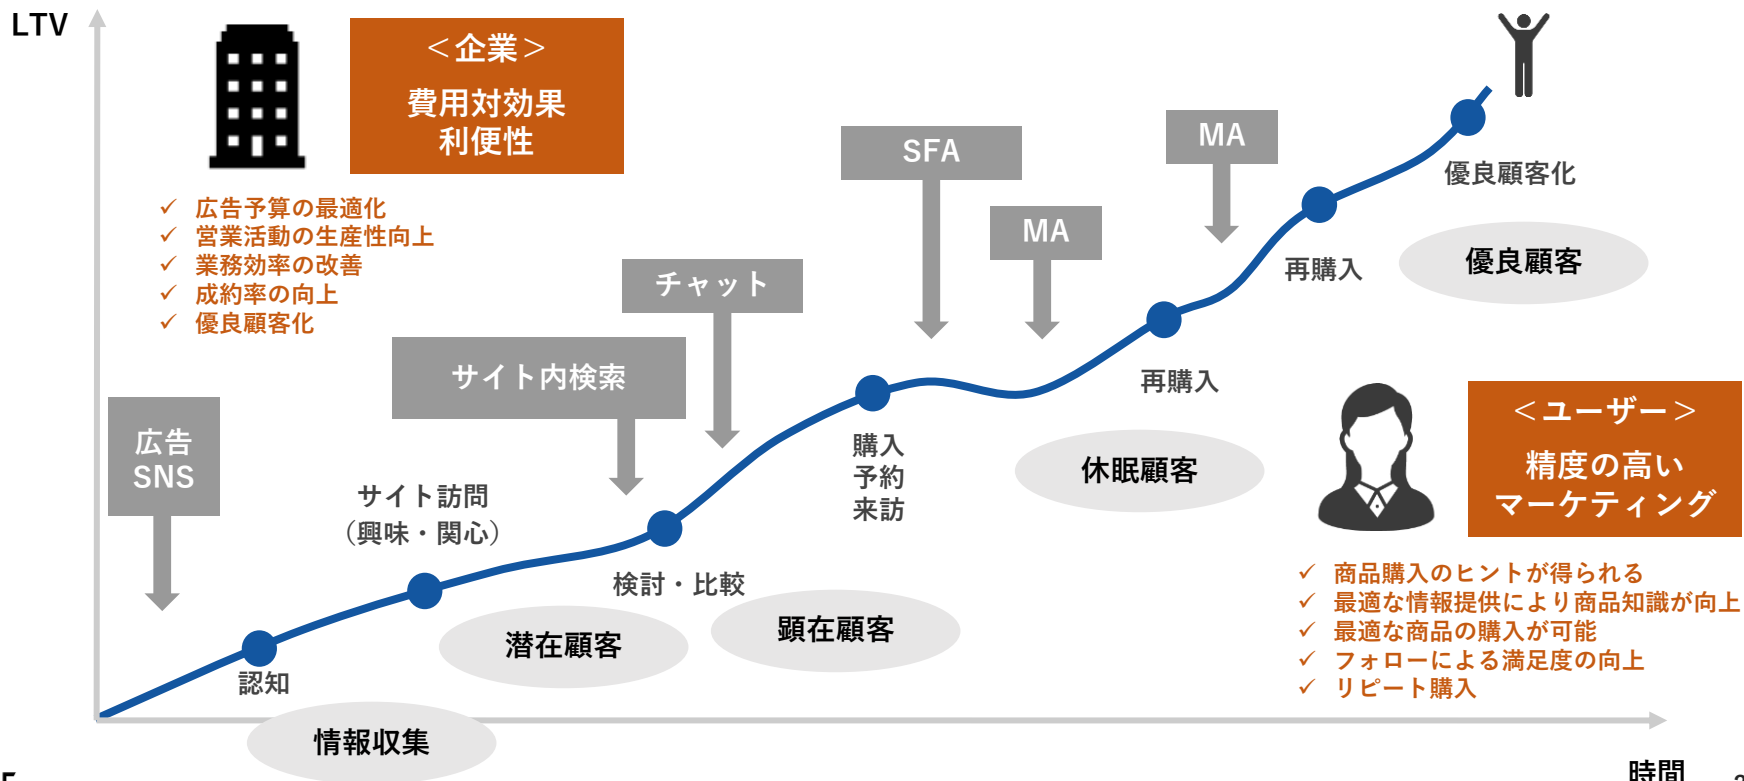 LTV
＜企業＞
費用対効果
利便性
✓ 広告予算の最適化
✓ 営業活動の生産性向上
✓ 業務効率の改善
✓ 成約率の向上
✓ 優良顧客化
広告
SNS
サイト内検索
チャット
SFA
MA
MA
認知
サイト訪問
（興味・関心）
検討・比較
購入
予約
来訪
再購入
再購入
優良顧客化
情報収集
潜在顧客
顕在顧客
休眠顧客
優良顧客
＜ユーザー＞
精度の高い
マーケティング
✓ 商品購入のヒントが得られる
✓ 最適な情報提供により商品知識が向上
✓ 最適な商品の購入が可能
✓ フォローによる満足度の向上
✓ リピート購入
時間